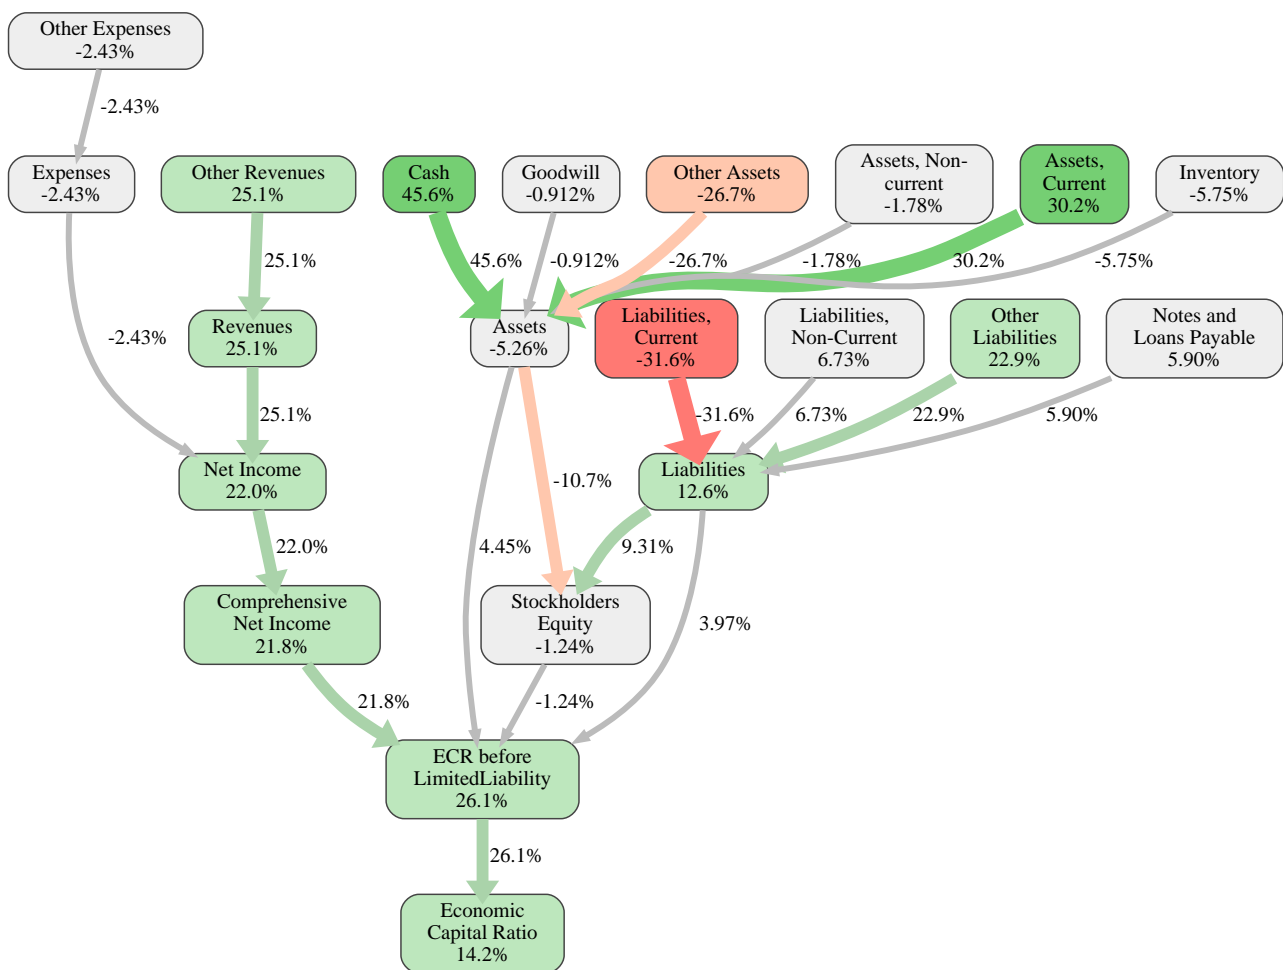 Other Expenses
-2.43%
-2.43%
Expenses
-2.43%
Other Revenues
25.1%
Cash
45.6%
Goodwill
-0.912%
Other Assets
-26.7%
Assets, Non-
current
-1.78%
Assets,
Current
30.2%
Inventory
-5.75%
25.1%
45.6%
-0.912%
-26.7%
-1.78%
30.2%
-5.75%
-2.43%
Revenues
25.1%
Assets
-5.26%
Liabilities,
Current
-31.6%
Liabilities,
Non-Current
6.73%
Other
Liabilities
22.9%
Notes and
Loans Payable
5.90%
25.1%
-31.6%
6.73%
22.9%
5.90%
Net Income
22.0%
-10.7%
Liabilities
12.6%
22.0%
4.45%
9.31%
Comprehensive
Net Income
21.8%
Stockholders
Equity
-1.24%
3.97%
21.8%
-1.24%
ECR before
LimitedLiability
26.1%
26.1%
Economic
Capital Ratio
14.2%